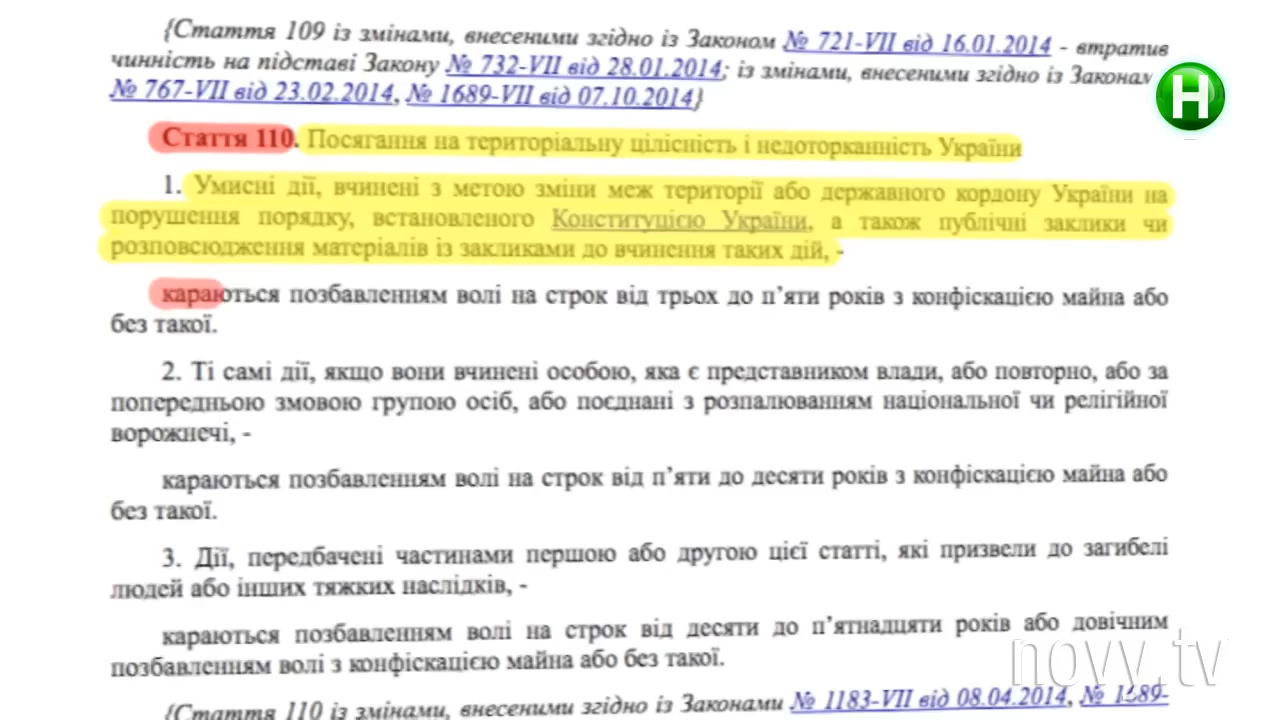 {Стаття 109 із змінами, внесеними згідно із Законом № 721-VII від 16.01.2014 - втратив
чинність на підставі Закону № 732-VII від 28.01.2014; із змінами, внесеними згідно із Законам
№ 767-VII від 23.02.2014, № 1689-VII від 07.10.2014}
Н
Стаття 110. Посягання на територіальну цілісність і недоторканність України
1. Умисні дії, вчинені з метою зміни меж території або державного кордону України на
порушення порядку, встановленого Конституцією України, а також публічні заклики чи
розповсюдження матеріалів із закликами до вчинення таких дій, -
караються позбавленням волі на строк від трьох до п’яти років з конфіскацією майна або
без такої.
2. Ті самі дії, якщо вони вчинені особою, яка є представником влади, або повторно, або за
попередньою змовою групою осіб, або поєднані з розпалюванням національної чи релігійної
ворожнечі, -
караються позбавленням волі на строк від п’яти до десяти років з конфіскацією майна або
без такої.
3. Дії, передбачені частинами першою або другою цієї статті, які призвели до загибелі
людей або інших тяжких наслідків, -
караються позбавленням волі на строк від десяти до п’ятнадцяти років або довічним
позбавленням волі з конфіскацією майна або без такої.
novy.tv
{Стаття 110 із змінами, внесеними згідно із Законами № 1183-VII від 08.04.2014, № 1689-